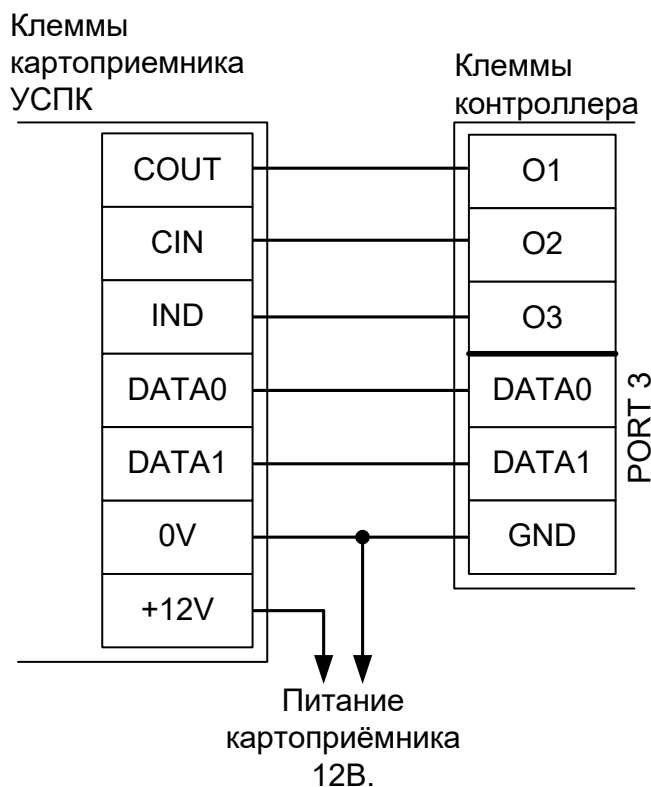 Клеммы
картоприемника
УСПК
Клеммы
контроллера
COUT
CIN
IND
DATA0
DATA1
0V
+12V
O1
O2
O3
DATA0
DATA1
GND
PORT 3
Питание
картоприёмника
12В.